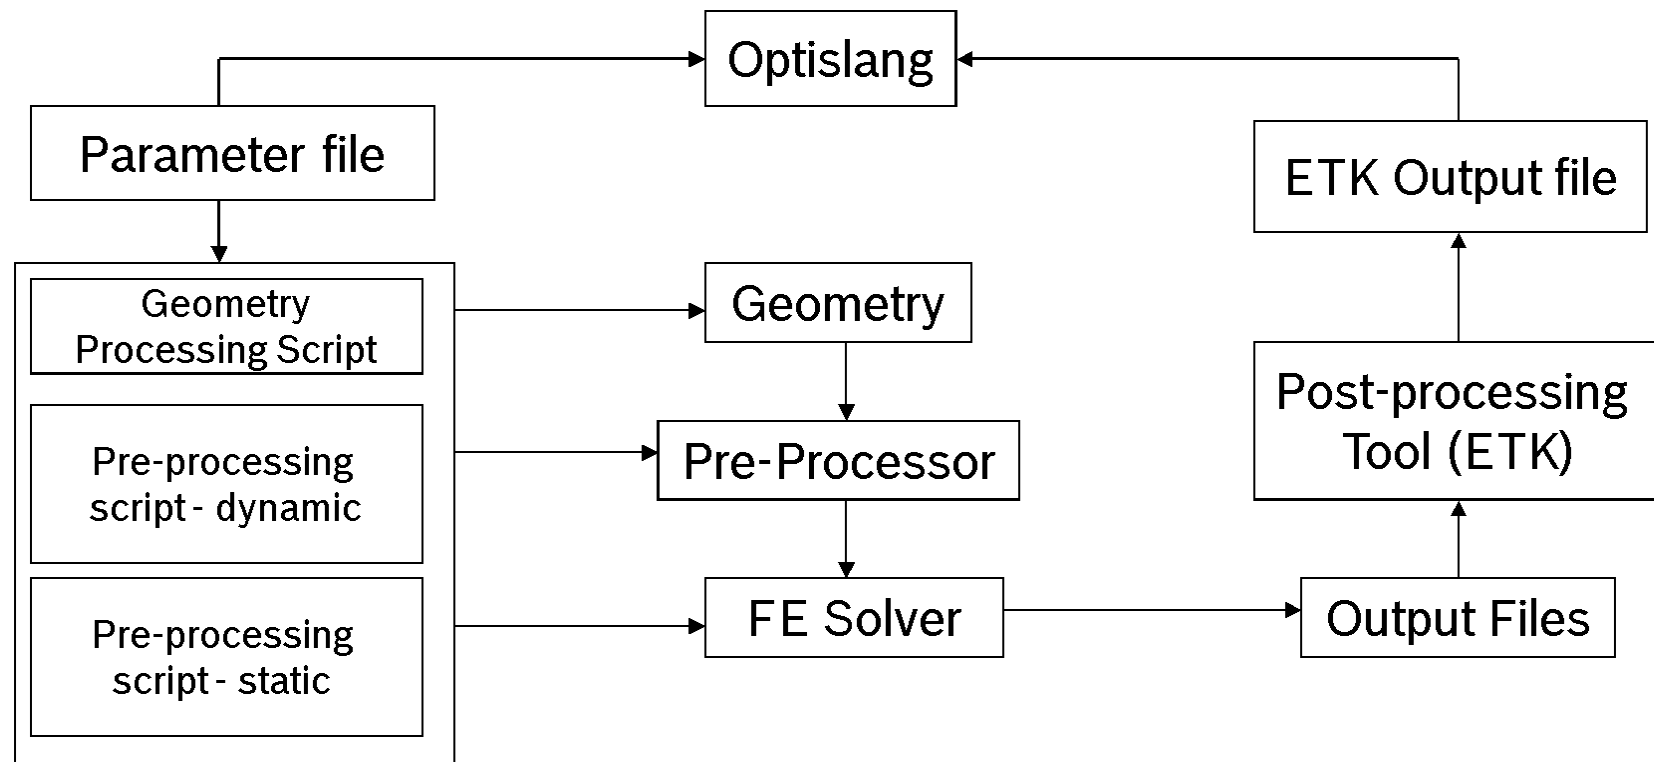 Optislang
Parameter file
ETK Output file
Geometry
Processing Script
Geometry
Pre-processing
script - dynamic
Pre-Processor
Post-processing
Tool (ETK)
Pre-processing
script - static
FE Solver
Output Files